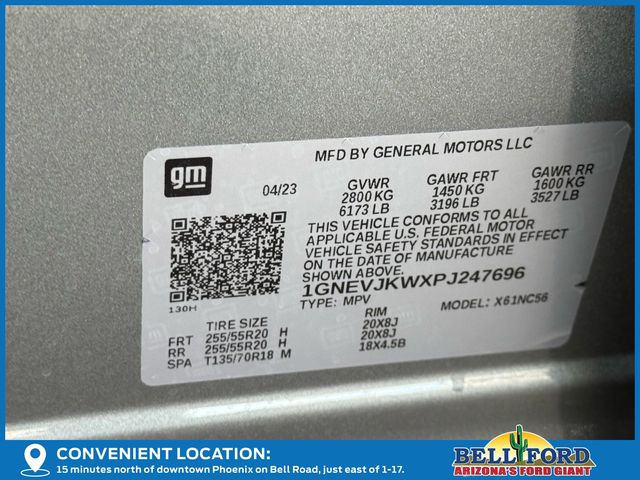 MFD BY GENERAL MOTORS LLC
gm
04/23
GVWR
2800 KG
6173 LB
GAWR FRT
1450 KG
3196 LB
GAWR RR
1600 KG
3527 LB
THIS VEHICLE CONFORMS TO ALL
APPLICABLE U.S. FEDERAL MOTOR
VEHICLE SAFETY STANDARDS IN EFFECT
ON THE DATE OF MANUFACTURE
SHOWN ABOVE.
1GNEVJKWXPJ247696
TYPE: MPV
MODEL: X61NC56
130H
TIRE SIZE
RIM
FRT 255/55R20 H 20X8J
RR 255/55R20 H 20X8J
SPA T135/70R18 M 18X4.5B
CONVENIENT LOCATION:
15 minutes north of downtown Phoenix on Bell Road, just east of 1-17.
BELL FORD
ARIZONA'S FORD GIANT